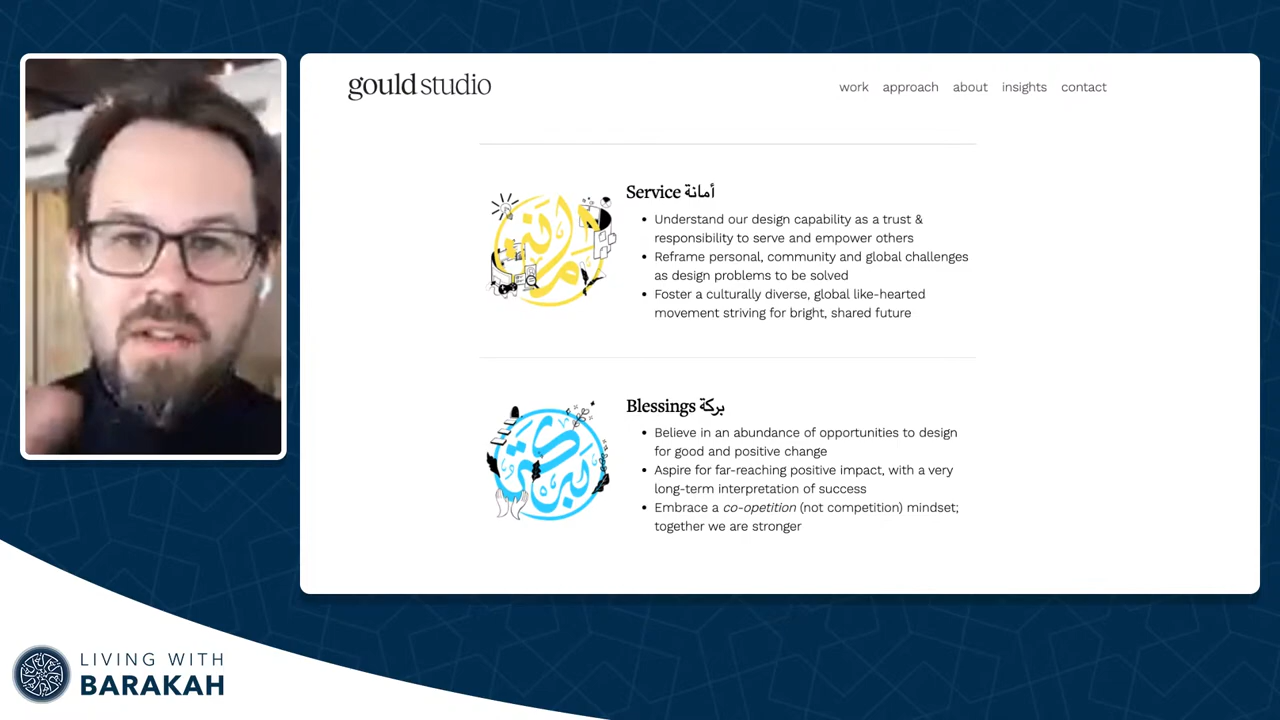 gould studio
work approach about insights contact
Service أمانة
Understand our design capability as a trust &
responsibility to serve and empower others
Reframe personal, community and global challenges
as design problems to be solved
Foster a culturally diverse, global like-hearted
movement striving for bright, shared future
أمانة
Blessings بركة
Believe in an abundance of opportunities to design
for good and positive change
Aspire for far-reaching positive impact, with a very
long-term interpretation of success
Embrace a co-opetition (not competition) mindset;
together we are stronger
بركة
LIVING WITH
BARAKAH